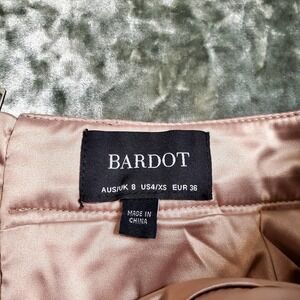 BARDOT
AUS/UK 8 US4/XS EUR 36
MADE IN
CHINA